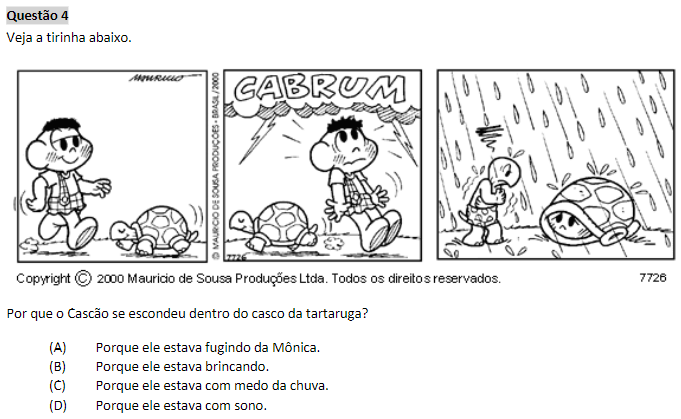 Questão 4
Veja a tirinha abaixo.
MAURICIO
© MAURICIO DE SOUSA PRODUÇÕES - BRASIL/2000
CABRUM
7726
Copyright © 2000 Mauricio de Sousa Produções Ltda. Todos os direitos reservados. 7726
Por que o Cascão se escondeu dentro do casco da tartaruga?
(A) Porque ele estava fugindo da Mônica.
(B) Porque ele estava brincando.
(C) Porque ele estava com medo da chuva.
(D) Porque ele estava com sono.